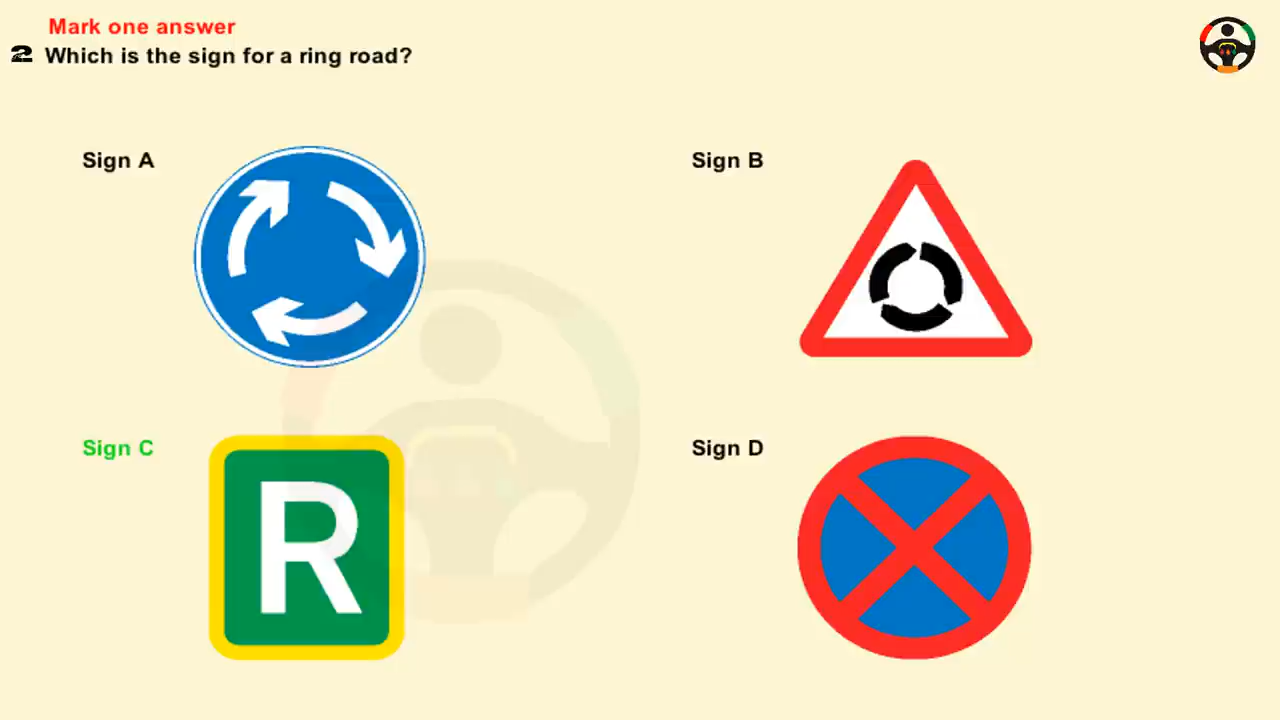 Mark one answer
2 Which is the sign for a ring road?
Sign A
Sign B
Sign C
R
Sign D